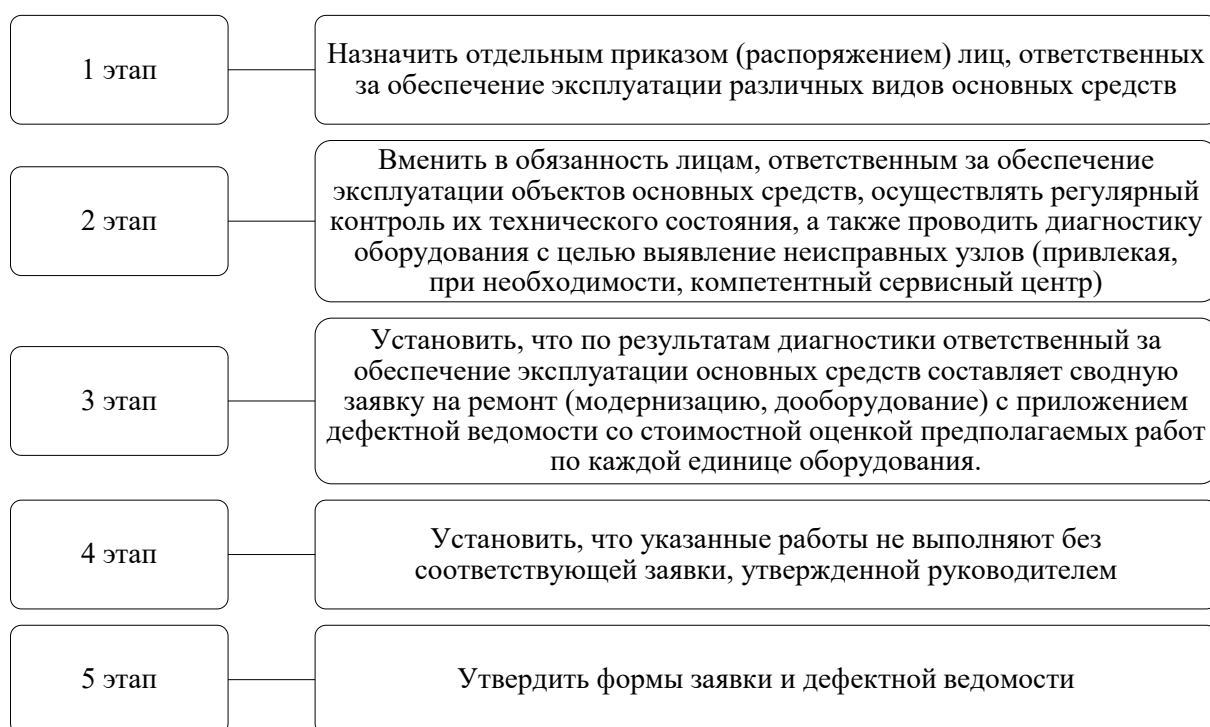 1 этап
Назначить отдельным приказом (распоряжением) лиц, ответственных
за обеспечение эксплуатации различных видов основных средств
2 этап
Вменить в обязанность лицам, ответственным за обеспечение
эксплуатации объектов основных средств, осуществлять регулярный
контроль их технического состояния, а также проводить диагностику
оборудования с целью выявление неисправных узлов (привлекая,
при необходимости, компетентный сервисный центр)
3 этап
Установить, что по результатам диагностики ответственный за
обеспечение эксплуатации основных средств составляет сводную
заявку на ремонт (модернизацию, дооборудование) с приложением
дефектной ведомости со стоимостной оценкой предполагаемых работ
по каждой единице оборудования.
4 этап
Установить, что указанные работы не выполняют без
соответствующей заявки, утвержденной руководителем
5 этап
Утвердить формы заявки и дефектной ведомости